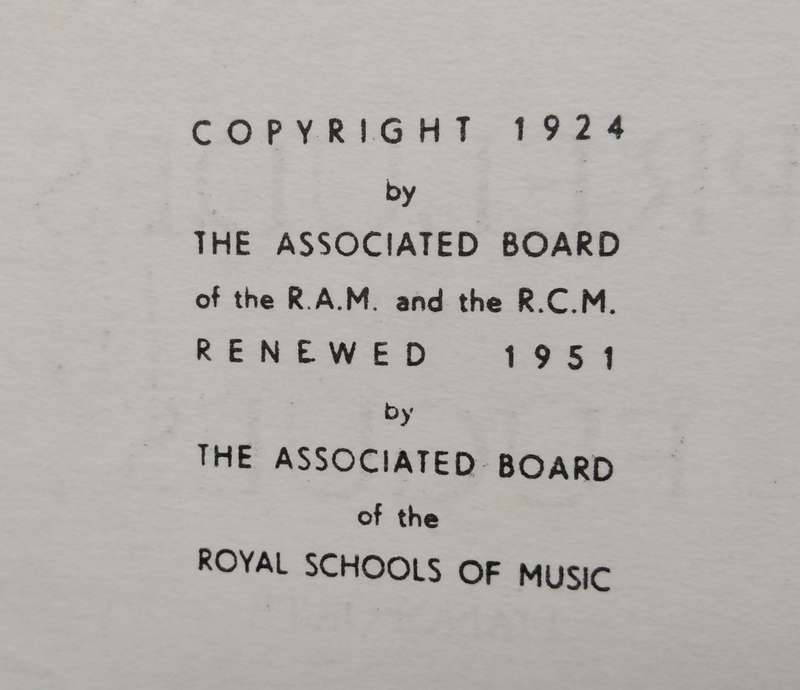 COPYRIGHT 1924
by
THE ASSOCIATED BOARD
of the R.A.M. and the R.C.M.
RENEWED 1951
by
THE ASSOCIATED BOARD
of the
ROYAL SCHOOLS OF MUSIC